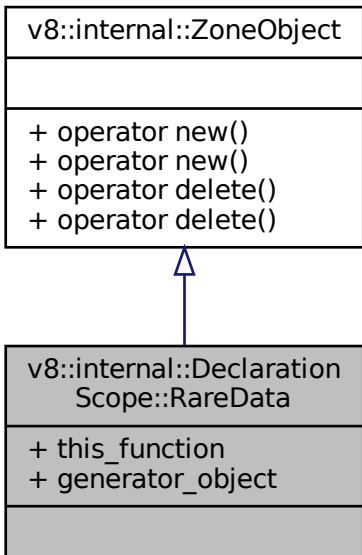 v8::internal::ZoneObject
+ operator new()
+ operator new()
+ operator delete()
+ operator delete()
v8::internal::Declaration
Scope::RareData
+ this_function
+ generator_object